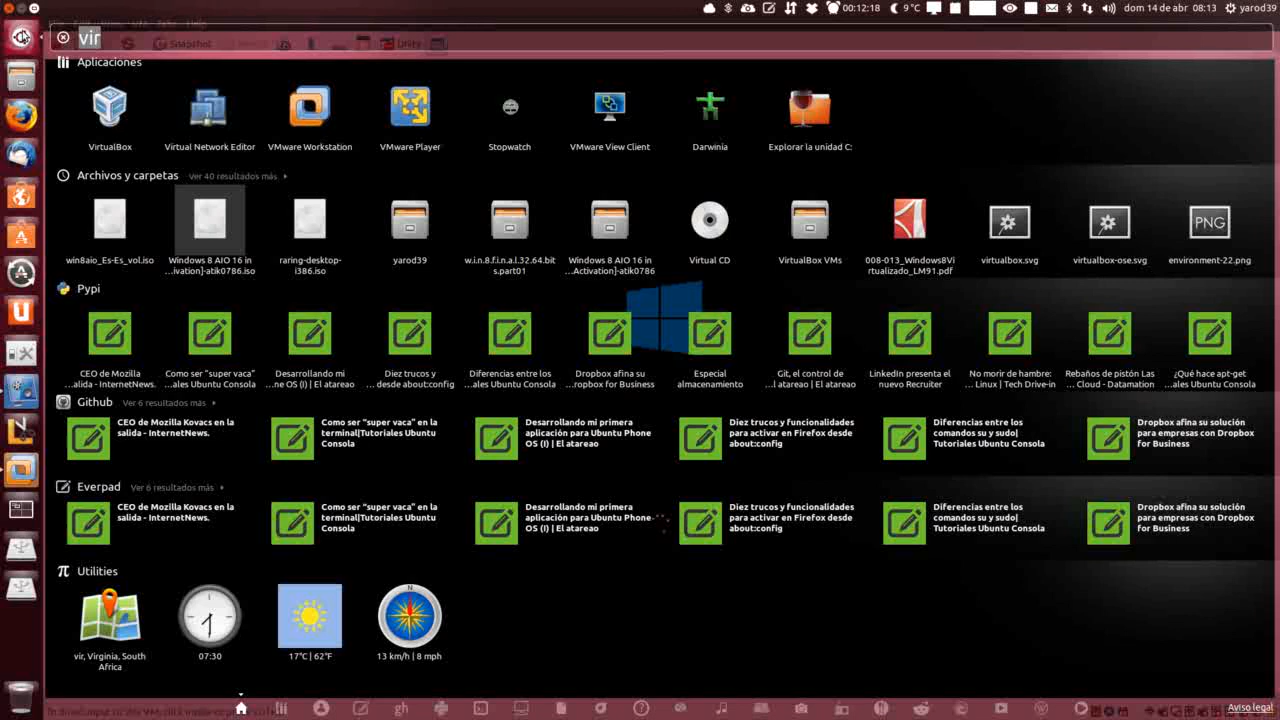 00:12:18
9 °C
dom 14 de abr
08:13
yarod39
vir
Snapshot
Unity
Aplicaciones
VirtualBox
Virtual Network Editor
VMware Workstation
VMware Player
Stopwatch
VMware View Client
Darwinia
Explorar la unidad C:
Archivos y carpetas
Ver 40 resultados más
win8aio_Es-Es_vol.iso
Windows 8 AIO 16 in
...ivation]-atik0786.iso
raring-desktop-
i386.iso
yarod39
w.i.n.8.f.i.n.a.l.32.64.bit
s.part01
Windows 8 AIO 16 in
...Activation]-atik0786
Virtual CD
VirtualBox VMs
008-013_Windows8Vi
rtualizado_LM91.pdf
virtualbox.svg
virtualbox-ose.svg
PNG
environment-22.png
Pypi
CEO de Mozilla
...alida - InternetNews.
Como ser "super vaca"
...ales Ubuntu Consola
Desarrollando mi
...ne OS (I) | El atareao
Diez trucos y
... desde about:config
Diferencias entre los
...ales Ubuntu Consola
Dropbox afina su
...ropbox for Business
Especial
almacenamiento
Git, el control de
...l atareao | El atareao
LinkedIn presenta el
nuevo Recruiter
No morir de hambre:
... Linux | Tech Drive-in
Rebaños de pistón Las
... Cloud - Datamation
¿Qué hace apt-get
...ales Ubuntu Consola
Github
Ver 6 resultados más
CEO de Mozilla Kovacs en la
salida - InternetNews.
Como ser "super vaca" en la
terminal|Tutoriales Ubuntu
Consola
Desarrollando mi primera
aplicación para Ubuntu Phone
OS (I) | El atareao
Diez trucos y funcionalidades
para activar en Firefox desde
about:config
Diferencias entre los
comandos su y sudo|
Tutoriales Ubuntu Consola
Dropbox afina su solución
para empresas con Dropbox
for Business
Everpad
Ver 6 resultados más
CEO de Mozilla Kovacs en la
salida - InternetNews.
Como ser "super vaca" en la
terminal|Tutoriales Ubuntu
Consola
Desarrollando mi primera
aplicación para Ubuntu Phone
OS (I) | El atareao
Diez trucos y funcionalidades
para activar en Firefox desde
about:config
Diferencias entre los
comandos su y sudo|
Tutoriales Ubuntu Consola
Dropbox afina su solución
para empresas con Dropbox
for Business
Utilities
vir, Virginia, South
Africa
07:30
17°C | 62°F
N
13 km/h | 8 mph
gh
Aviso legal